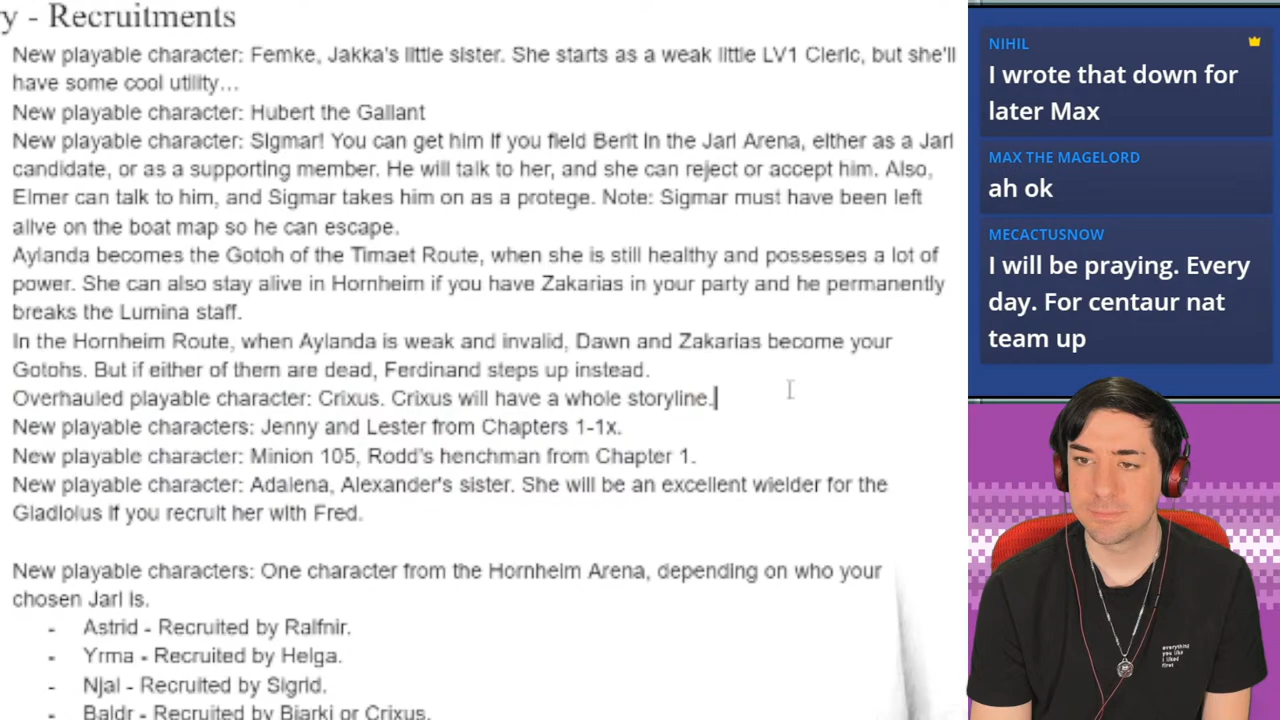 y - Recruitments
New playable character: Femke, Jakka's little sister. She starts as a weak little LV1 Cleric, but she'll
have some cool utility...
New playable character: Hubert the Gallant
New playable character: Sigmar! You can get him if you field Berit in the Jarl Arena, either as a Jarl
candidate, or as a supporting member. He will talk to her, and she can reject or accept him. Also,
Elmer can talk to him, and Sigmar takes him on as a protege. Note: Sigmar must have been left
alive on the boat map so he can escape.
Aylanda becomes the Gotoh of the Timaet Route, when she is still healthy and possesses a lot of
power. She can also stay alive in Hornheim if you have Zakarias in your party and he permanently
breaks the Lumina staff.
In the Hornheim Route, when Aylanda is weak and invalid, Dawn and Zakarias become your
Gotohs. But if either of them are dead, Ferdinand steps up instead.
Overhauled playable character: Crixus. Crixus will have a whole storyline.
New playable characters: Jenny and Lester from Chapters 1-1x.
New playable character: Minion 105, Rodd's henchman from Chapter 1.
New playable character: Adalena, Alexander's sister. She will be an excellent wielder for the
Gladiolus if you recruit her with Fred.
New playable characters: One character from the Hornheim Arena, depending on who your
chosen Jarl is.
- Astrid - Recruited by Ralfnir.
- Yrma - Recruited by Helga.
- Njal - Recruited by Sigrid.
- Baldr - Recruited by Bjarki or Crixus.
NIHIL
I wrote that down for
later Max
MAX THE MAGELORD
ah ok
MECACTUSNOW
I will be praying. Every
day. For centaur nat
team up
everything
you like
i liked
first